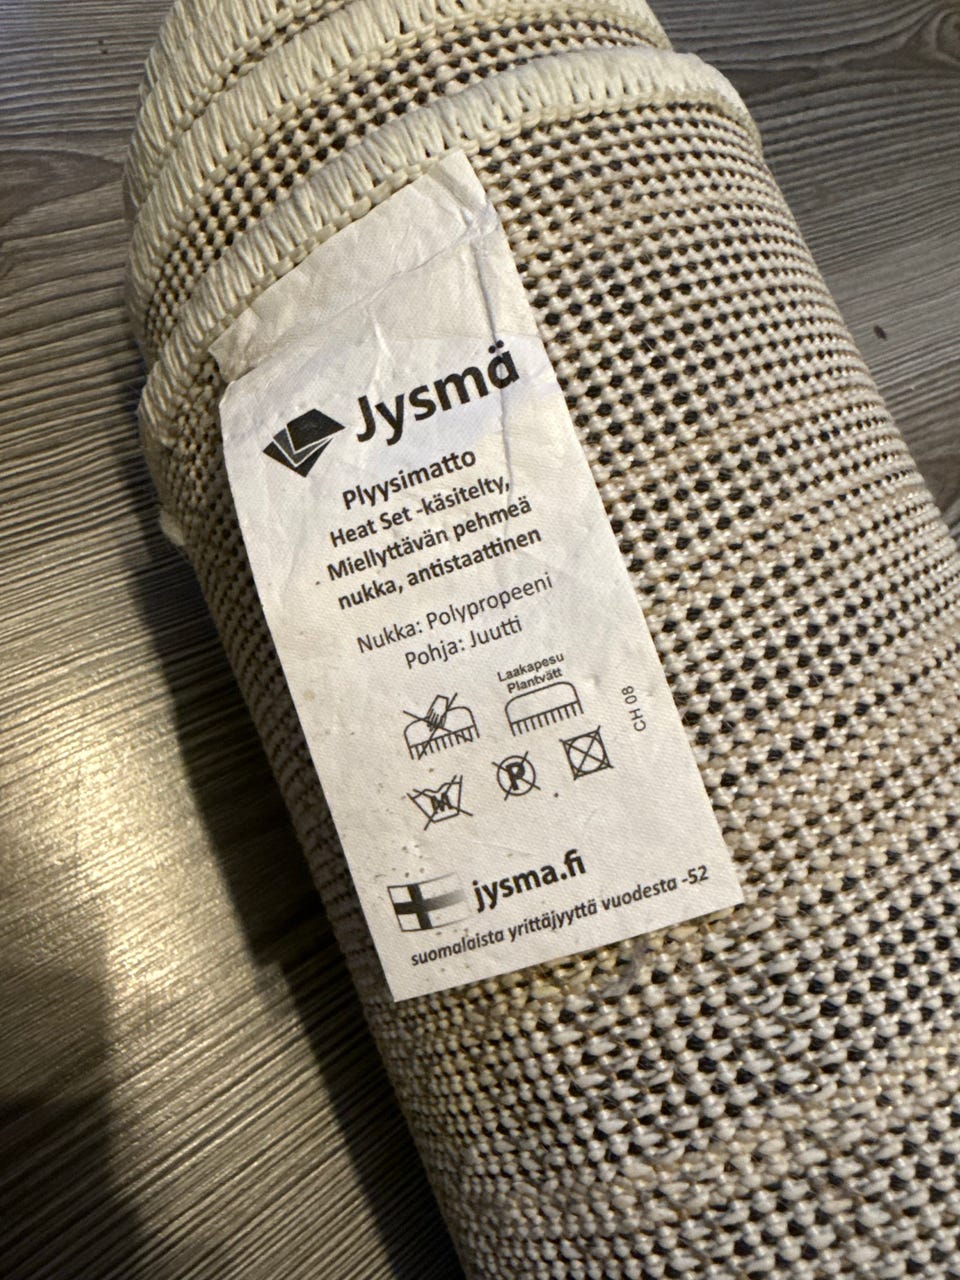 Jysmä
Plyysimatto
Heat Set -käsitelty,
Miellyttävän pehmeä
nukka, antistaattinen
Nukka: Polypropeeni
Pohja: Juutti
Laakapesu
Plantvätt
CH 08
M
P
jysma.fi
suomalaista yrittäjyyttä vuodesta -52